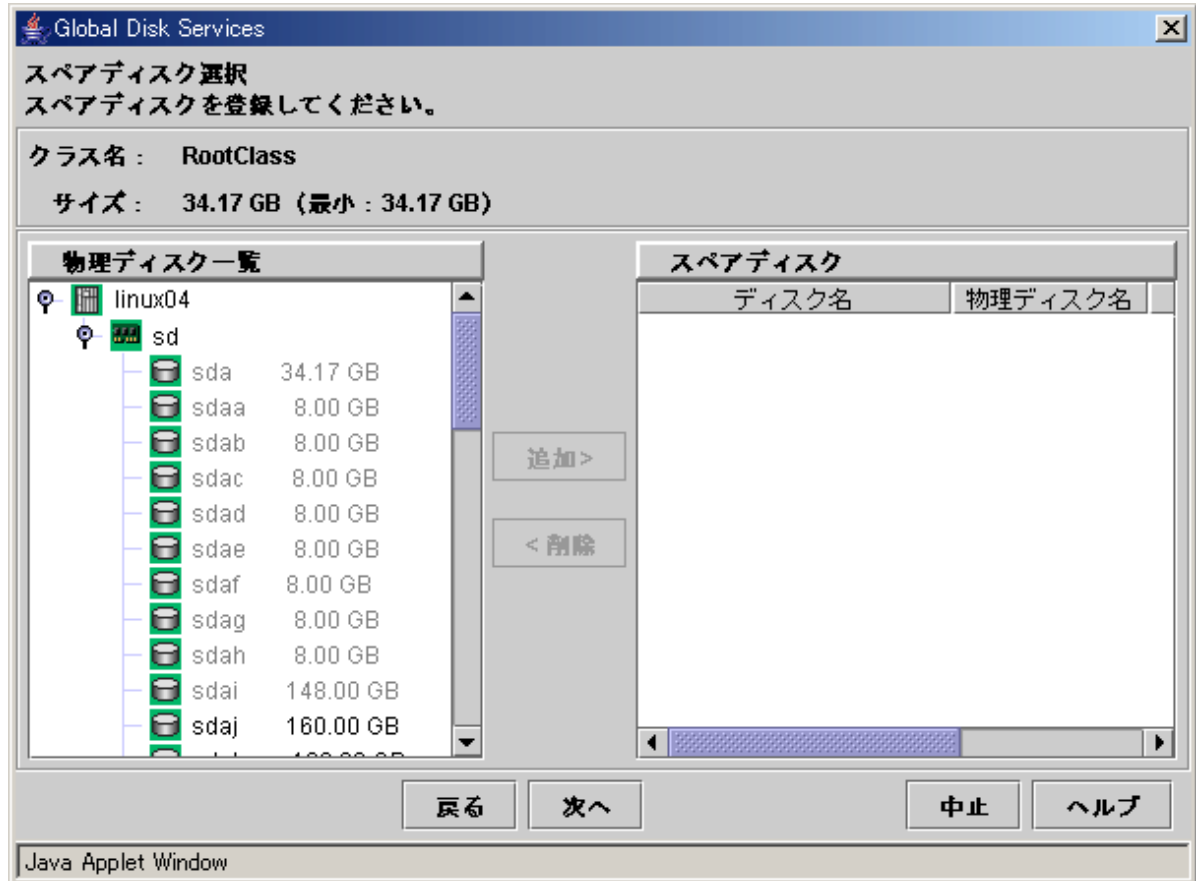 Global Disk Services
スペアディスク選択
スペアディスクを登録してください。
クラス名： RootClass
サイズ： 34.17 GB（最小：34.17 GB）
物理ディスク一覧
linux04
sd
sda 34.17 GB
sdaa 8.00 GB
sdab 8.00 GB
sdac 8.00 GB
sdad 8.00 GB
sdae 8.00 GB
sdaf 8.00 GB
sdag 8.00 GB
sdah 8.00 GB
sdai 148.00 GB
sdaj 160.00 GB
追加>
< 削除
スペアディスク
ディスク名 物理ディスク名
戻る 次へ 中止 ヘルプ
Java Applet Window